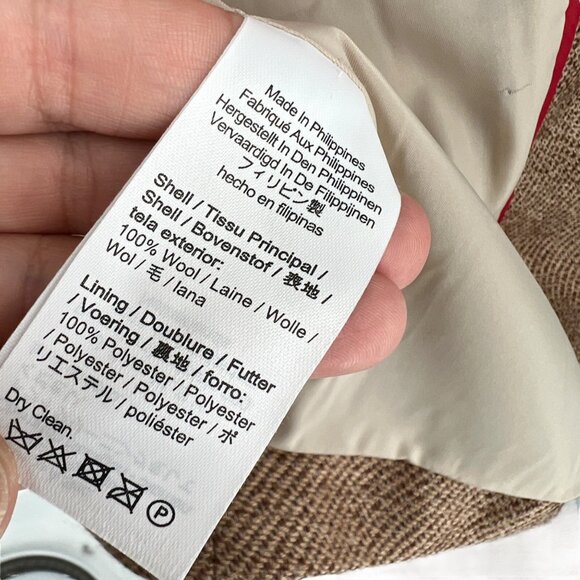 Made In Philippines
Fabriqué Aux Philippines
Hergestellt In Den Philippinen
Vervaardigd In De Filippijnen
フィリピン製
hecho en filipinas
Shell / Tissu Principal /
Shell / Bovenstof / 表地 /
tela exterior:
100% Wool / Laine / Wolle /
Wol / 毛 / lana
Lining / Doublure / Futter
/ Voering / 裏地 / forro:
100% Polyester / Polyester
/ Polyester / Polyester / ポ
リエステル / poliéster
Dry Clean.
P